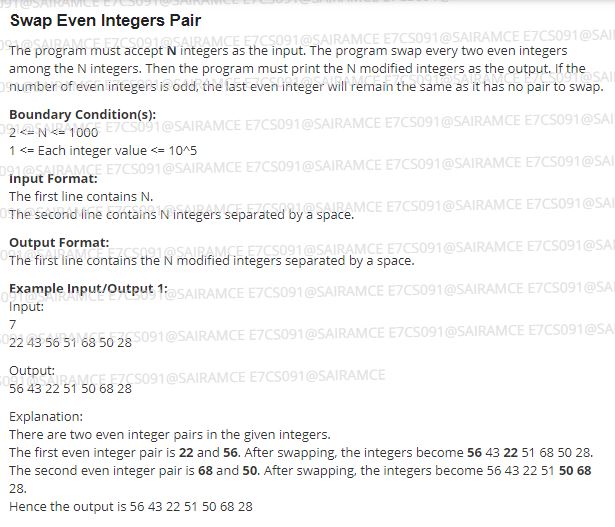 Swap Even Integers Pair
The program must accept N integers as the input. The program swap every two even integers
among the N integers. Then the program must print the N modified integers as the output. If the
number of even integers is odd, the last even integer will remain the same as it has no pair to swap.
Boundary Condition(s):
2 <= N <= 1000
1 <= Each integer value <= 10^5
Input Format:
The first line contains N.
The second line contains N integers separated by a space.
Output Format:
The first line contains the N modified integers separated by a space.
Example Input/Output 1:
Input:
7
22 43 56 51 68 50 28
Output:
56 43 22 51 50 68 28
Explanation:
There are two even integer pairs in the given integers.
The first even integer pair is 22 and 56. After swapping, the integers become 56 43 22 51 68 50 28.
The second even integer pair is 68 and 50. After swapping, the integers become 56 43 22 51 50 68
28.
Hence the output is 56 43 22 51 50 68 28